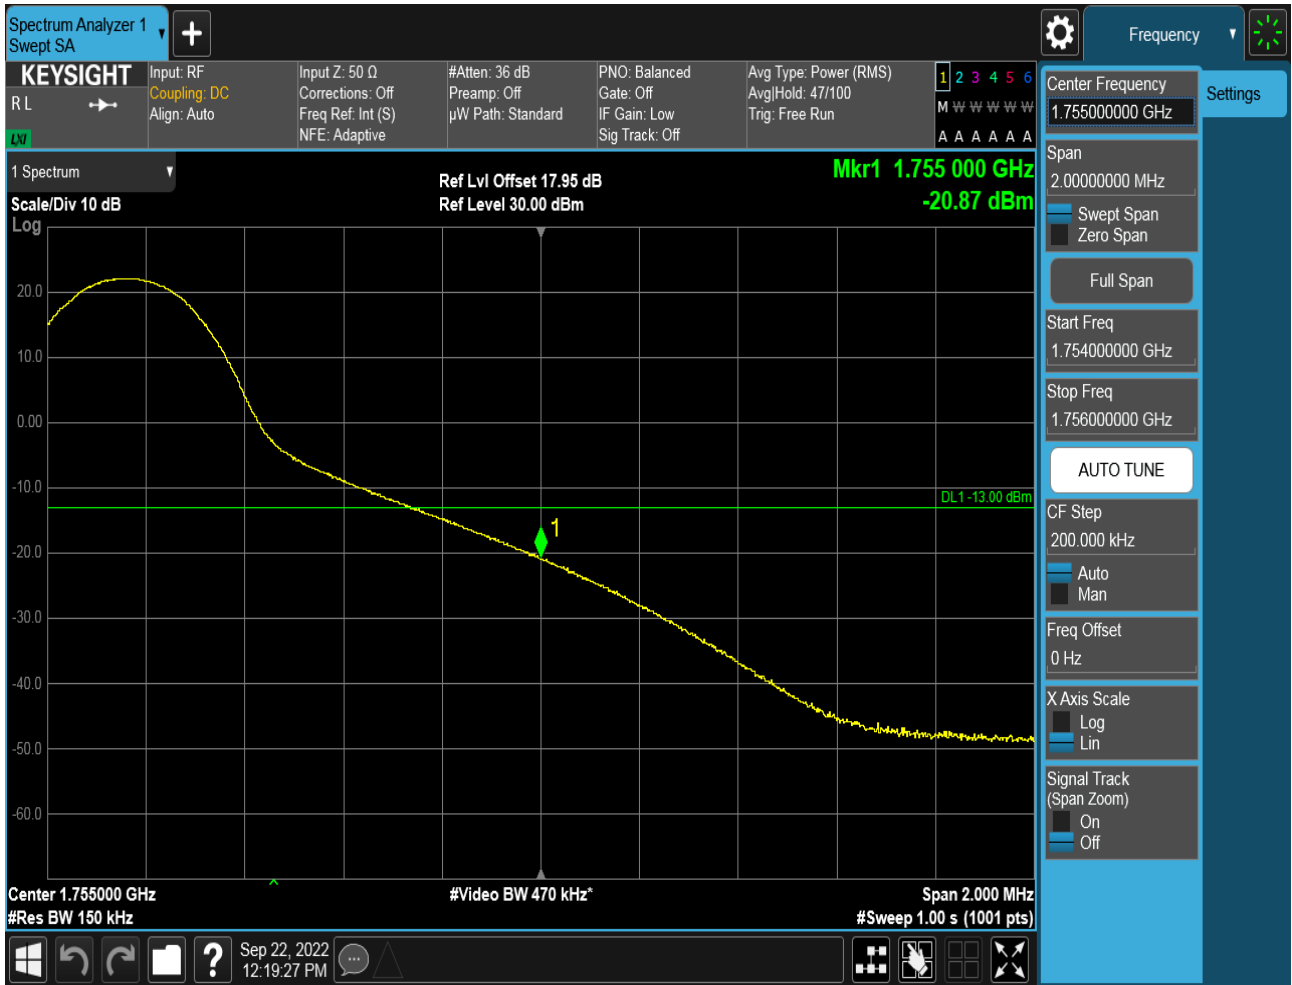 Spectrum Analyzer 1
Swept SA
Frequency
KEYSIGHT
R L
LXI
Input: RF
Coupling: DC
Align: Auto
Input Z: 50 Ω
Corrections: Off
Freq Ref: Int (S)
NFE: Adaptive
#Atten: 36 dB
Preamp: Off
µW Path: Standard
PNO: Balanced
Gate: Off
IF Gain: Low
Sig Track: Off
Avg Type: Power (RMS)
Avg|Hold: 47/100
Trig: Free Run
1 2 3 4 5 6
M W W W W W
A A A A A A
Center Frequency
1.755000000 GHz
Settings
Span
2.00000000 MHz
Swept Span
Zero Span
Full Span
Start Freq
1.754000000 GHz
Stop Freq
1.756000000 GHz
AUTO TUNE
CF Step
200.000 kHz
Auto
Man
Freq Offset
0 Hz
X Axis Scale
Log
Lin
Signal Track
(Span Zoom)
On
Off
1 Spectrum
Scale/Div 10 dB
Log
Ref Lvl Offset 17.95 dB
Ref Level 30.00 dBm
Mkr1 1.755 000 GHz
-20.87 dBm
20.0
10.0
0.00
-10.0
-20.0
-30.0
-40.0
-50.0
-60.0
DL1 -13.00 dBm
1
Center 1.755000 GHz
#Res BW 150 kHz
#Video BW 470 kHz*
Span 2.000 MHz
#Sweep 1.00 s (1001 pts)
?
Sep 22, 2022
12:19:27 PM